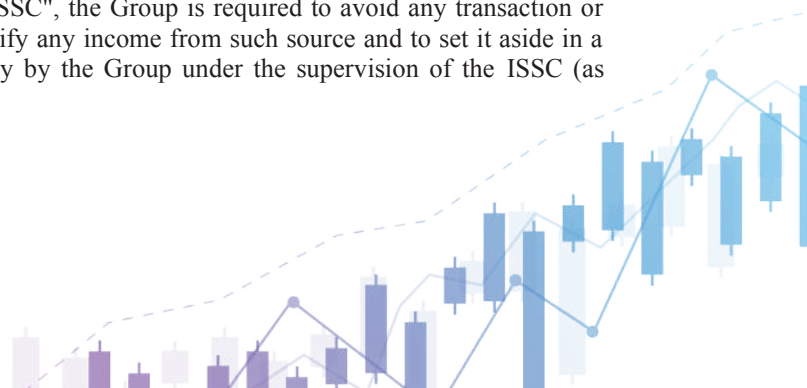 SSC", the Group is required to avoid any transaction or
ify any income from such source and to set it aside in a
y by the Group under the supervision of the ISSC (as